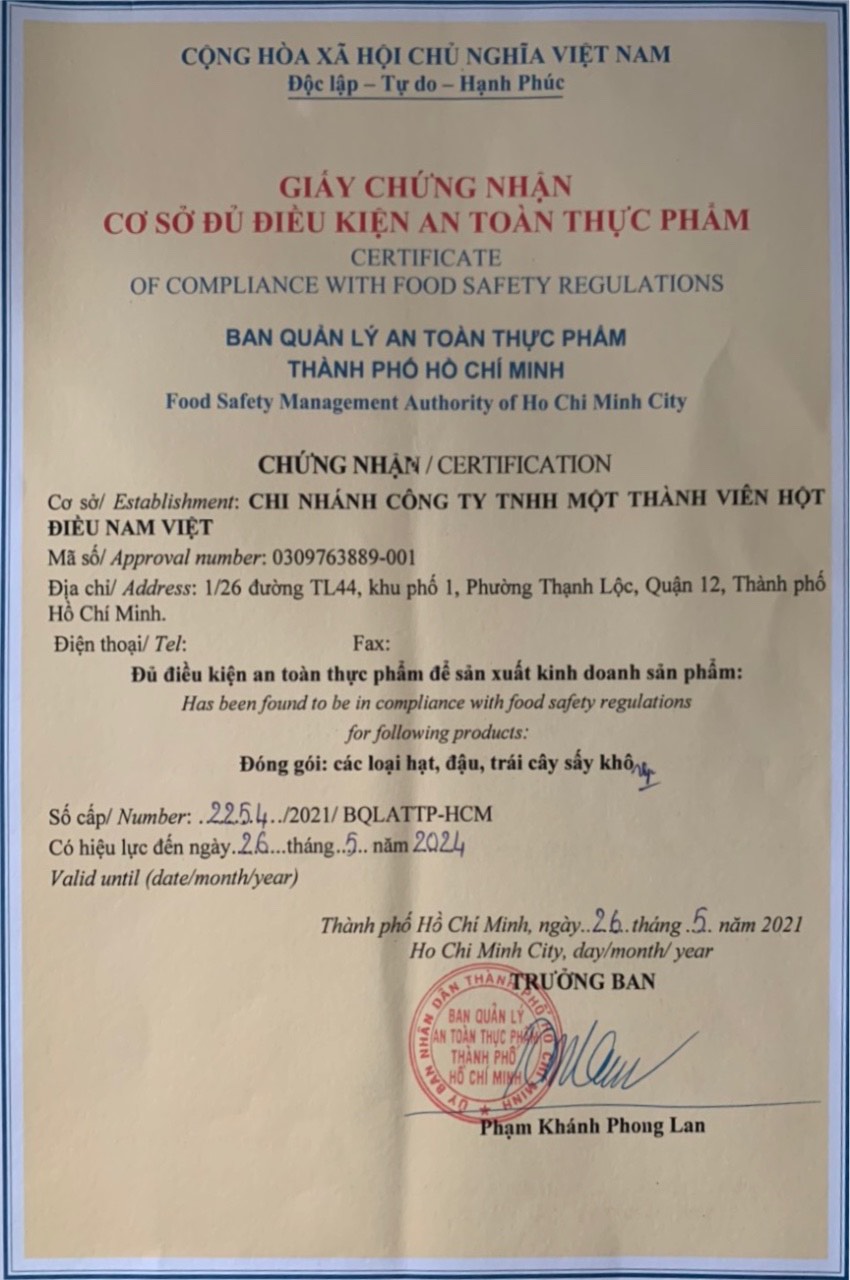 CỘNG HÒA XÃ HỘI CHỦ NGHĨA VIỆT NAM
Độc lập – Tự do – Hạnh Phúc
GIẤY CHỨNG NHẬN
CƠ SỞ ĐỦ ĐIỀU KIỆN AN TOÀN THỰC PHẨM
CERTIFICATE
OF COMPLIANCE WITH FOOD SAFETY REGULATIONS
BAN QUẢN LÝ AN TOÀN THỰC PHẨM
THÀNH PHỐ HỒ CHÍ MINH
Food Safety Management Authority of Ho Chi Minh City
CHỨNG NHẬN / CERTIFICATION
Cơ sở/ Establishment: CHI NHÁNH CÔNG TY TNHH MỘT THÀNH VIÊN HỘT
ĐIỀU NAM VIỆT
Mã số/ Approval number: 0309763889-001
Địa chỉ/ Address: 1/26 đường TL44, khu phố 1, Phường Thạnh Lộc, Quận 12, Thành phố
Hồ Chí Minh.
Điện thoại/ Tel: Fax:
Đủ điều kiện an toàn thực phẩm để sản xuất kinh doanh sản phẩm:
Has been found to be in compliance with food safety regulations
for following products:
Đóng gói: các loại hạt, đậu, trái cây sấy khô
Số cấp/ Number: .2254../2021/ BQLATTP-HCM
Có hiệu lực đến ngày..26...tháng..5.. năm 2024
Valid until (date/month/year)
Thành phố Hồ Chí Minh, ngày..26..tháng .5. năm 2021
Ho Chi Minh City, day/month/ year
TRƯỞNG BAN
ỦY BAN NHÂN DÂN THÀNH PHỐ HỒ CHÍ MINH
BAN QUẢN LÝ
AN TOÀN THỰC PHẨM
THÀNH PHỐ
HỒ CHÍ MINH
Phạm Khánh Phong Lan